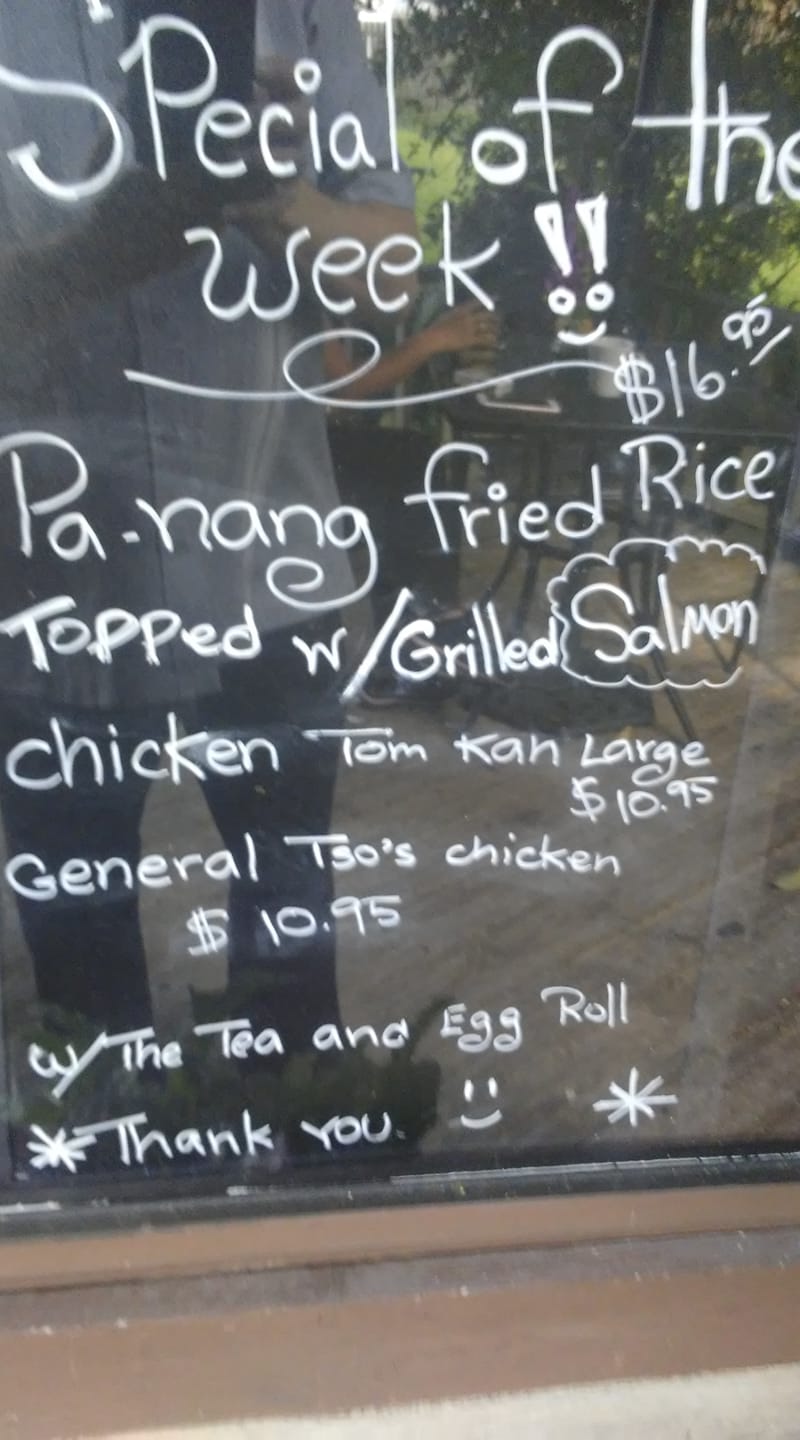 Special of the
week !!
$16.95/
Pa-nang fried Rice
Topped w/Grilled Salmon
chicken Tom Kah Large
$10.95
General Tso's chicken
$10.95
w/The Tea and Egg Roll
*Thank You. *